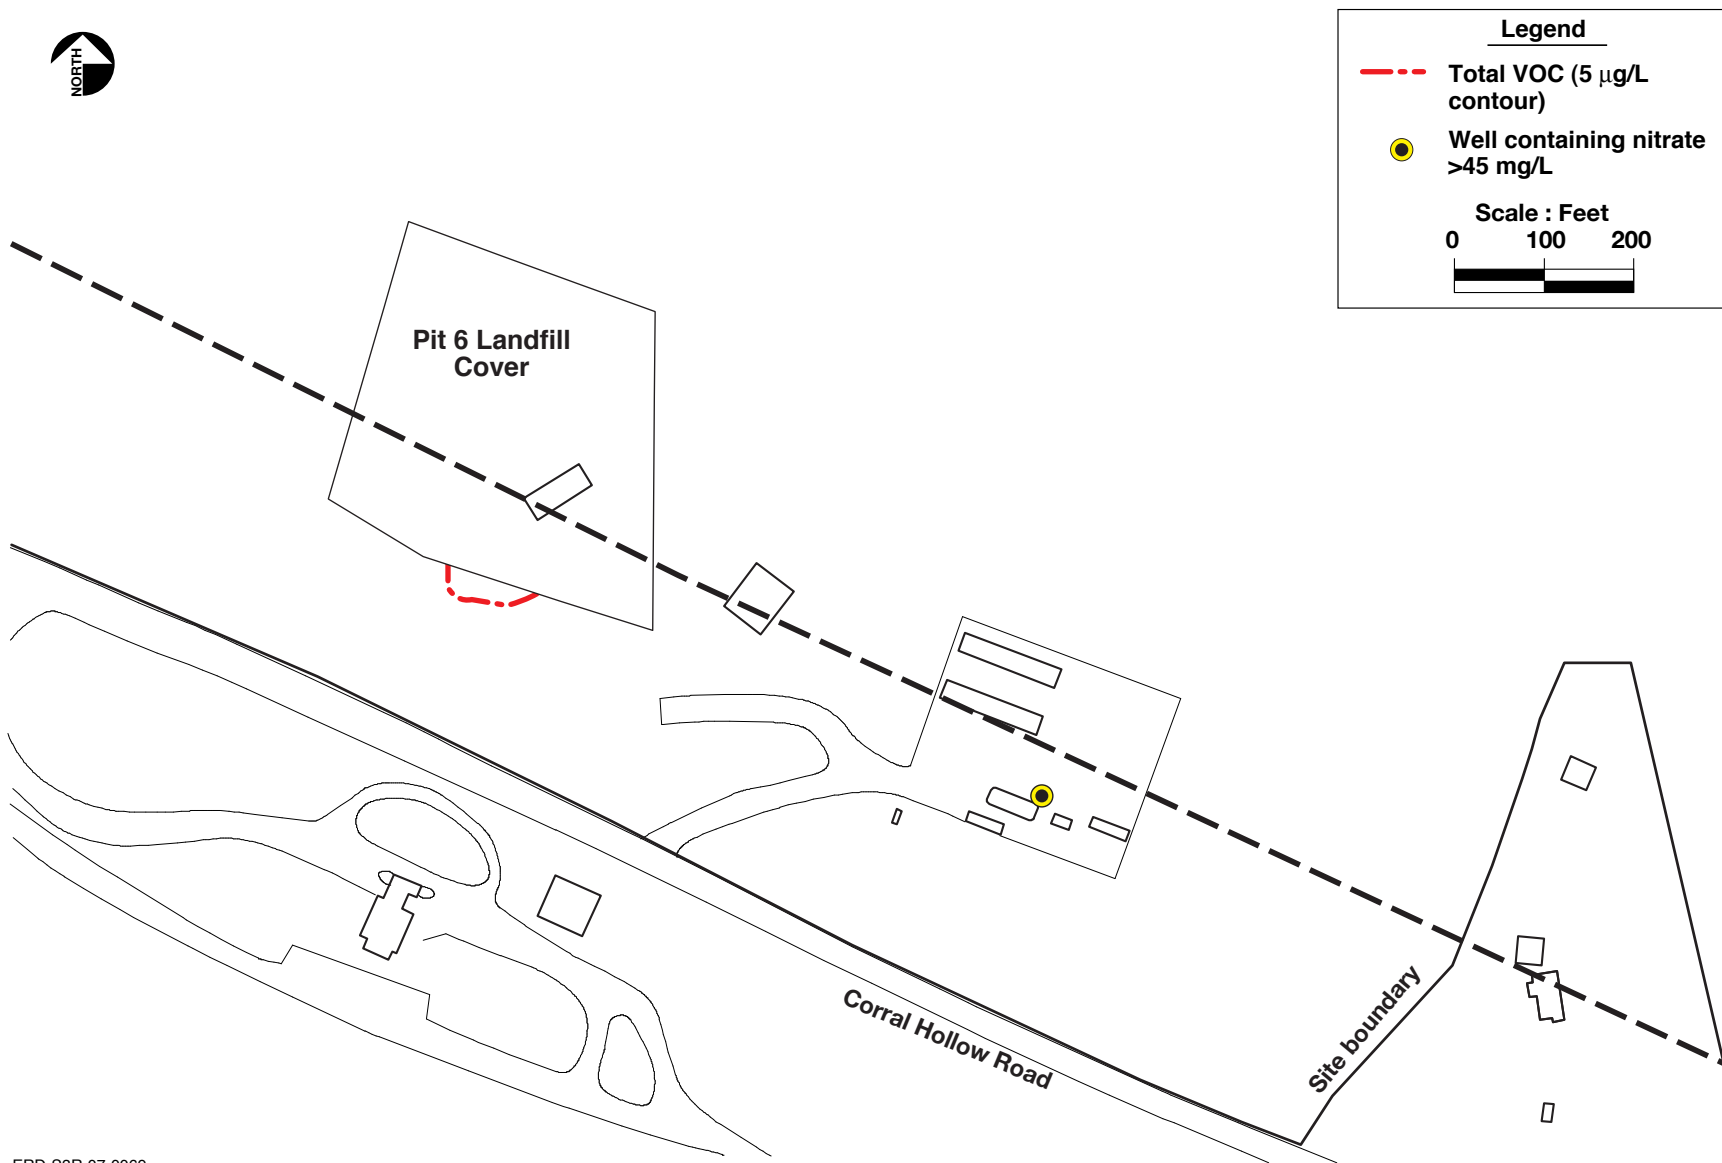 NORTH
Legend
Total VOC (5 μg/L
contour)
Well containing nitrate
>45 mg/L
Scale : Feet
0 100 200
Pit 6 Landfill
Cover
Corral Hollow Road
Site boundary